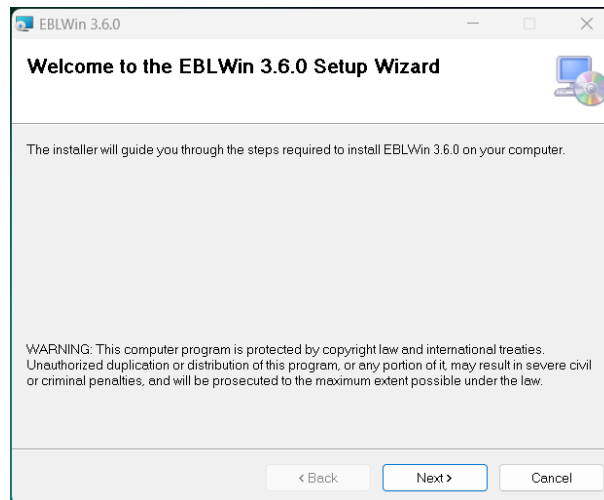 EBLWin 3.6.0
Welcome to the EBLWin 3.6.0 Setup Wizard
The installer will guide you through the steps required to install EBLWin 3.6.0 on your computer.
WARNING: This computer program is protected by copyright law and international treaties.
Unauthorized duplication or distribution of this program, or any portion of it, may result in severe civil
or criminal penalties, and will be prosecuted to the maximum extent possible under the law.
< Back
Next >
Cancel